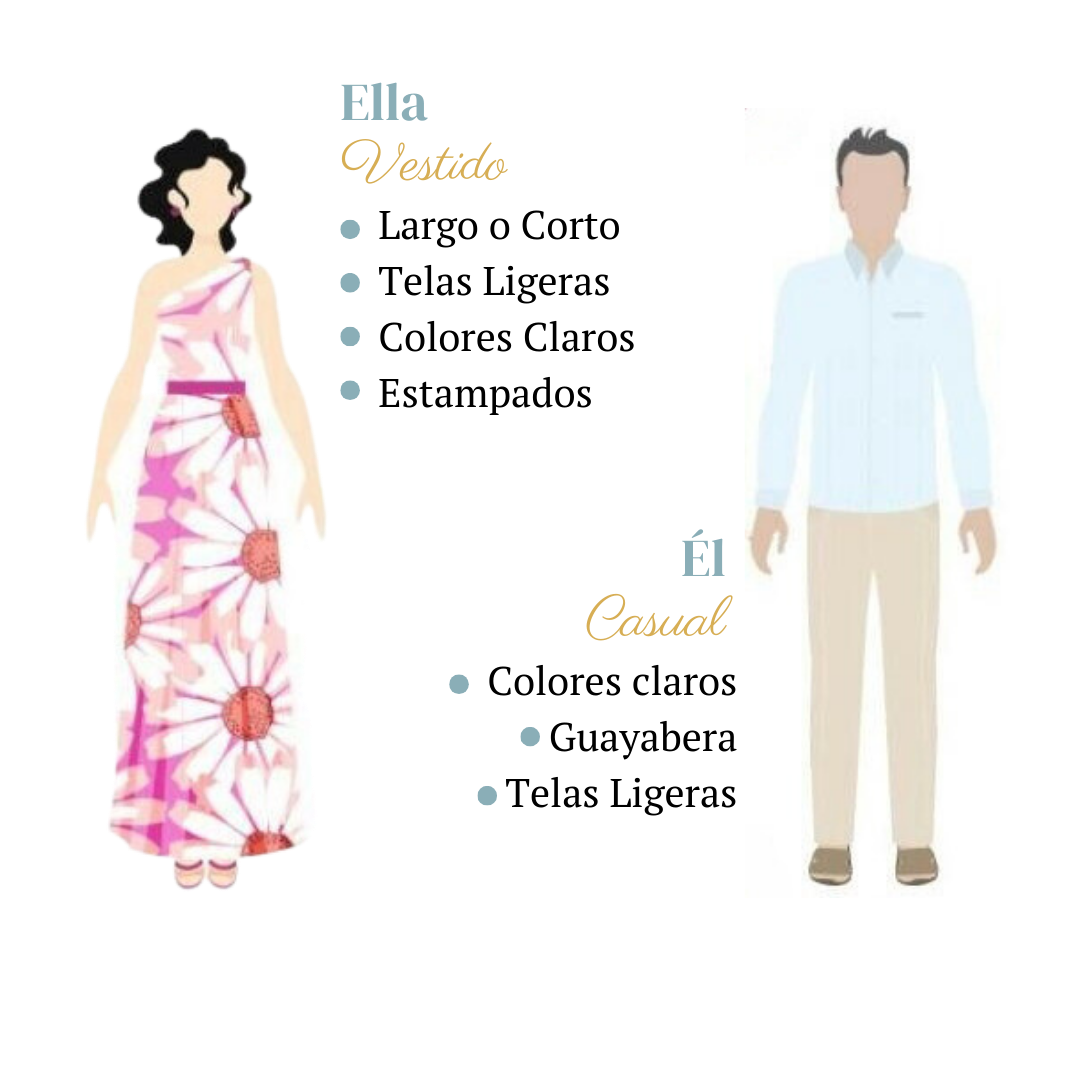 Ella
Vestido
Largo o Corto
Telas Ligeras
Colores Claros
Estampados
Él
Casual
Colores claros
Guayabera
Telas Ligeras